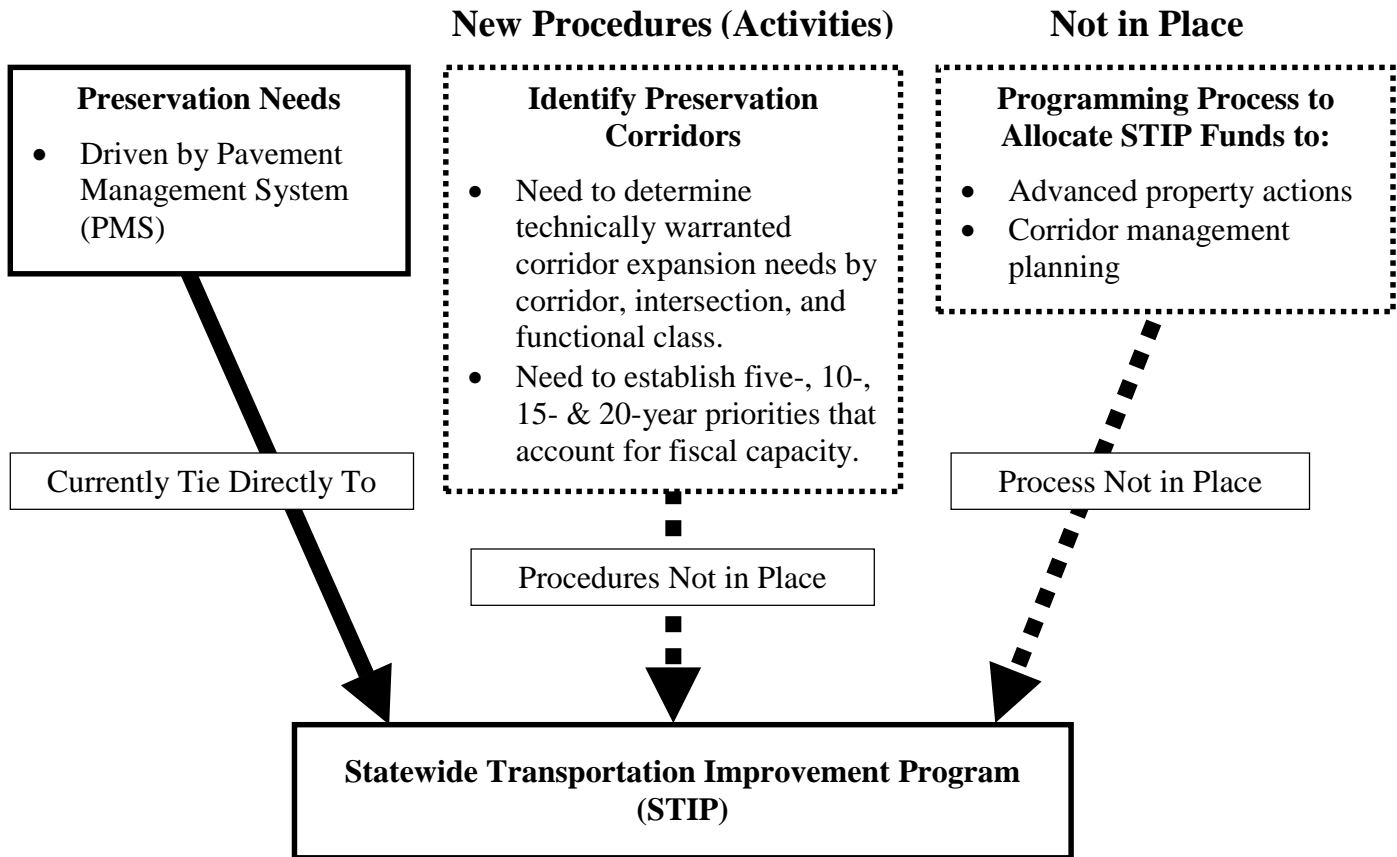 New Procedures (Activities)
Not in Place
Preservation Needs
• Driven by Pavement
Management System
(PMS)
Identify Preservation
Corridors
• Need to determine
technically warranted
corridor expansion needs by
corridor, intersection, and
functional class.
• Need to establish five-, 10-,
15- & 20-year priorities that
account for fiscal capacity.
Programming Process to
Allocate STIP Funds to:
• Advanced property actions
• Corridor management
planning
Currently Tie Directly To
Procedures Not in Place
Process Not in Place
Statewide Transportation Improvement Program
(STIP)